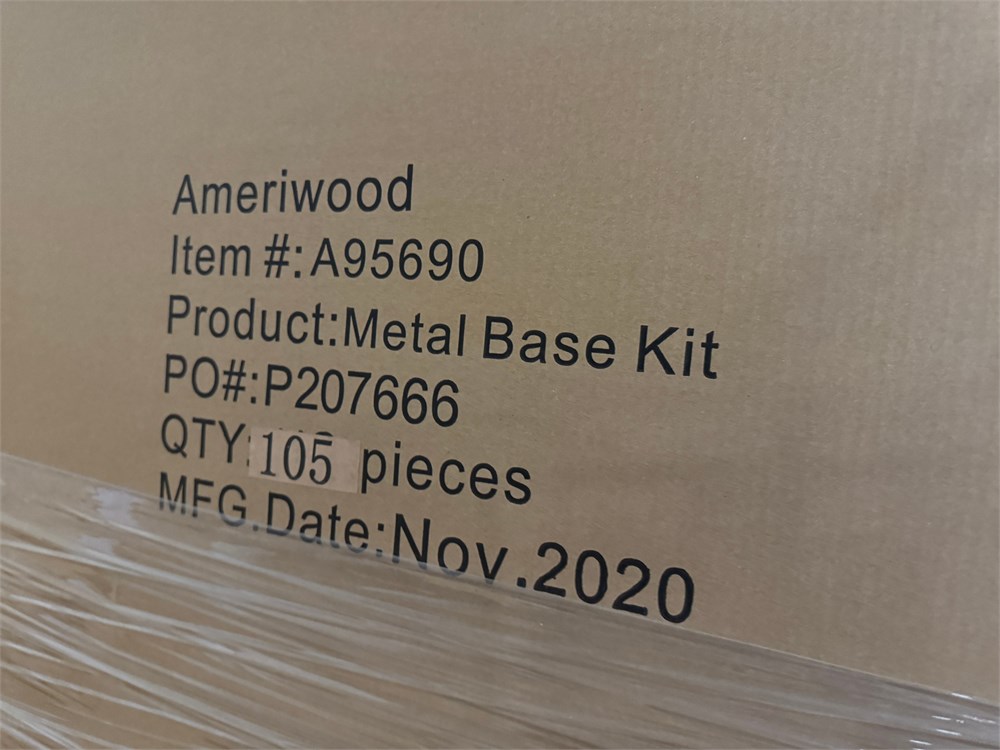 Ameriwood
Item #:A95690
Product:Metal Base Kit
PO#:P207666
QTY:105 pieces
MFG.Date:Nov.2020